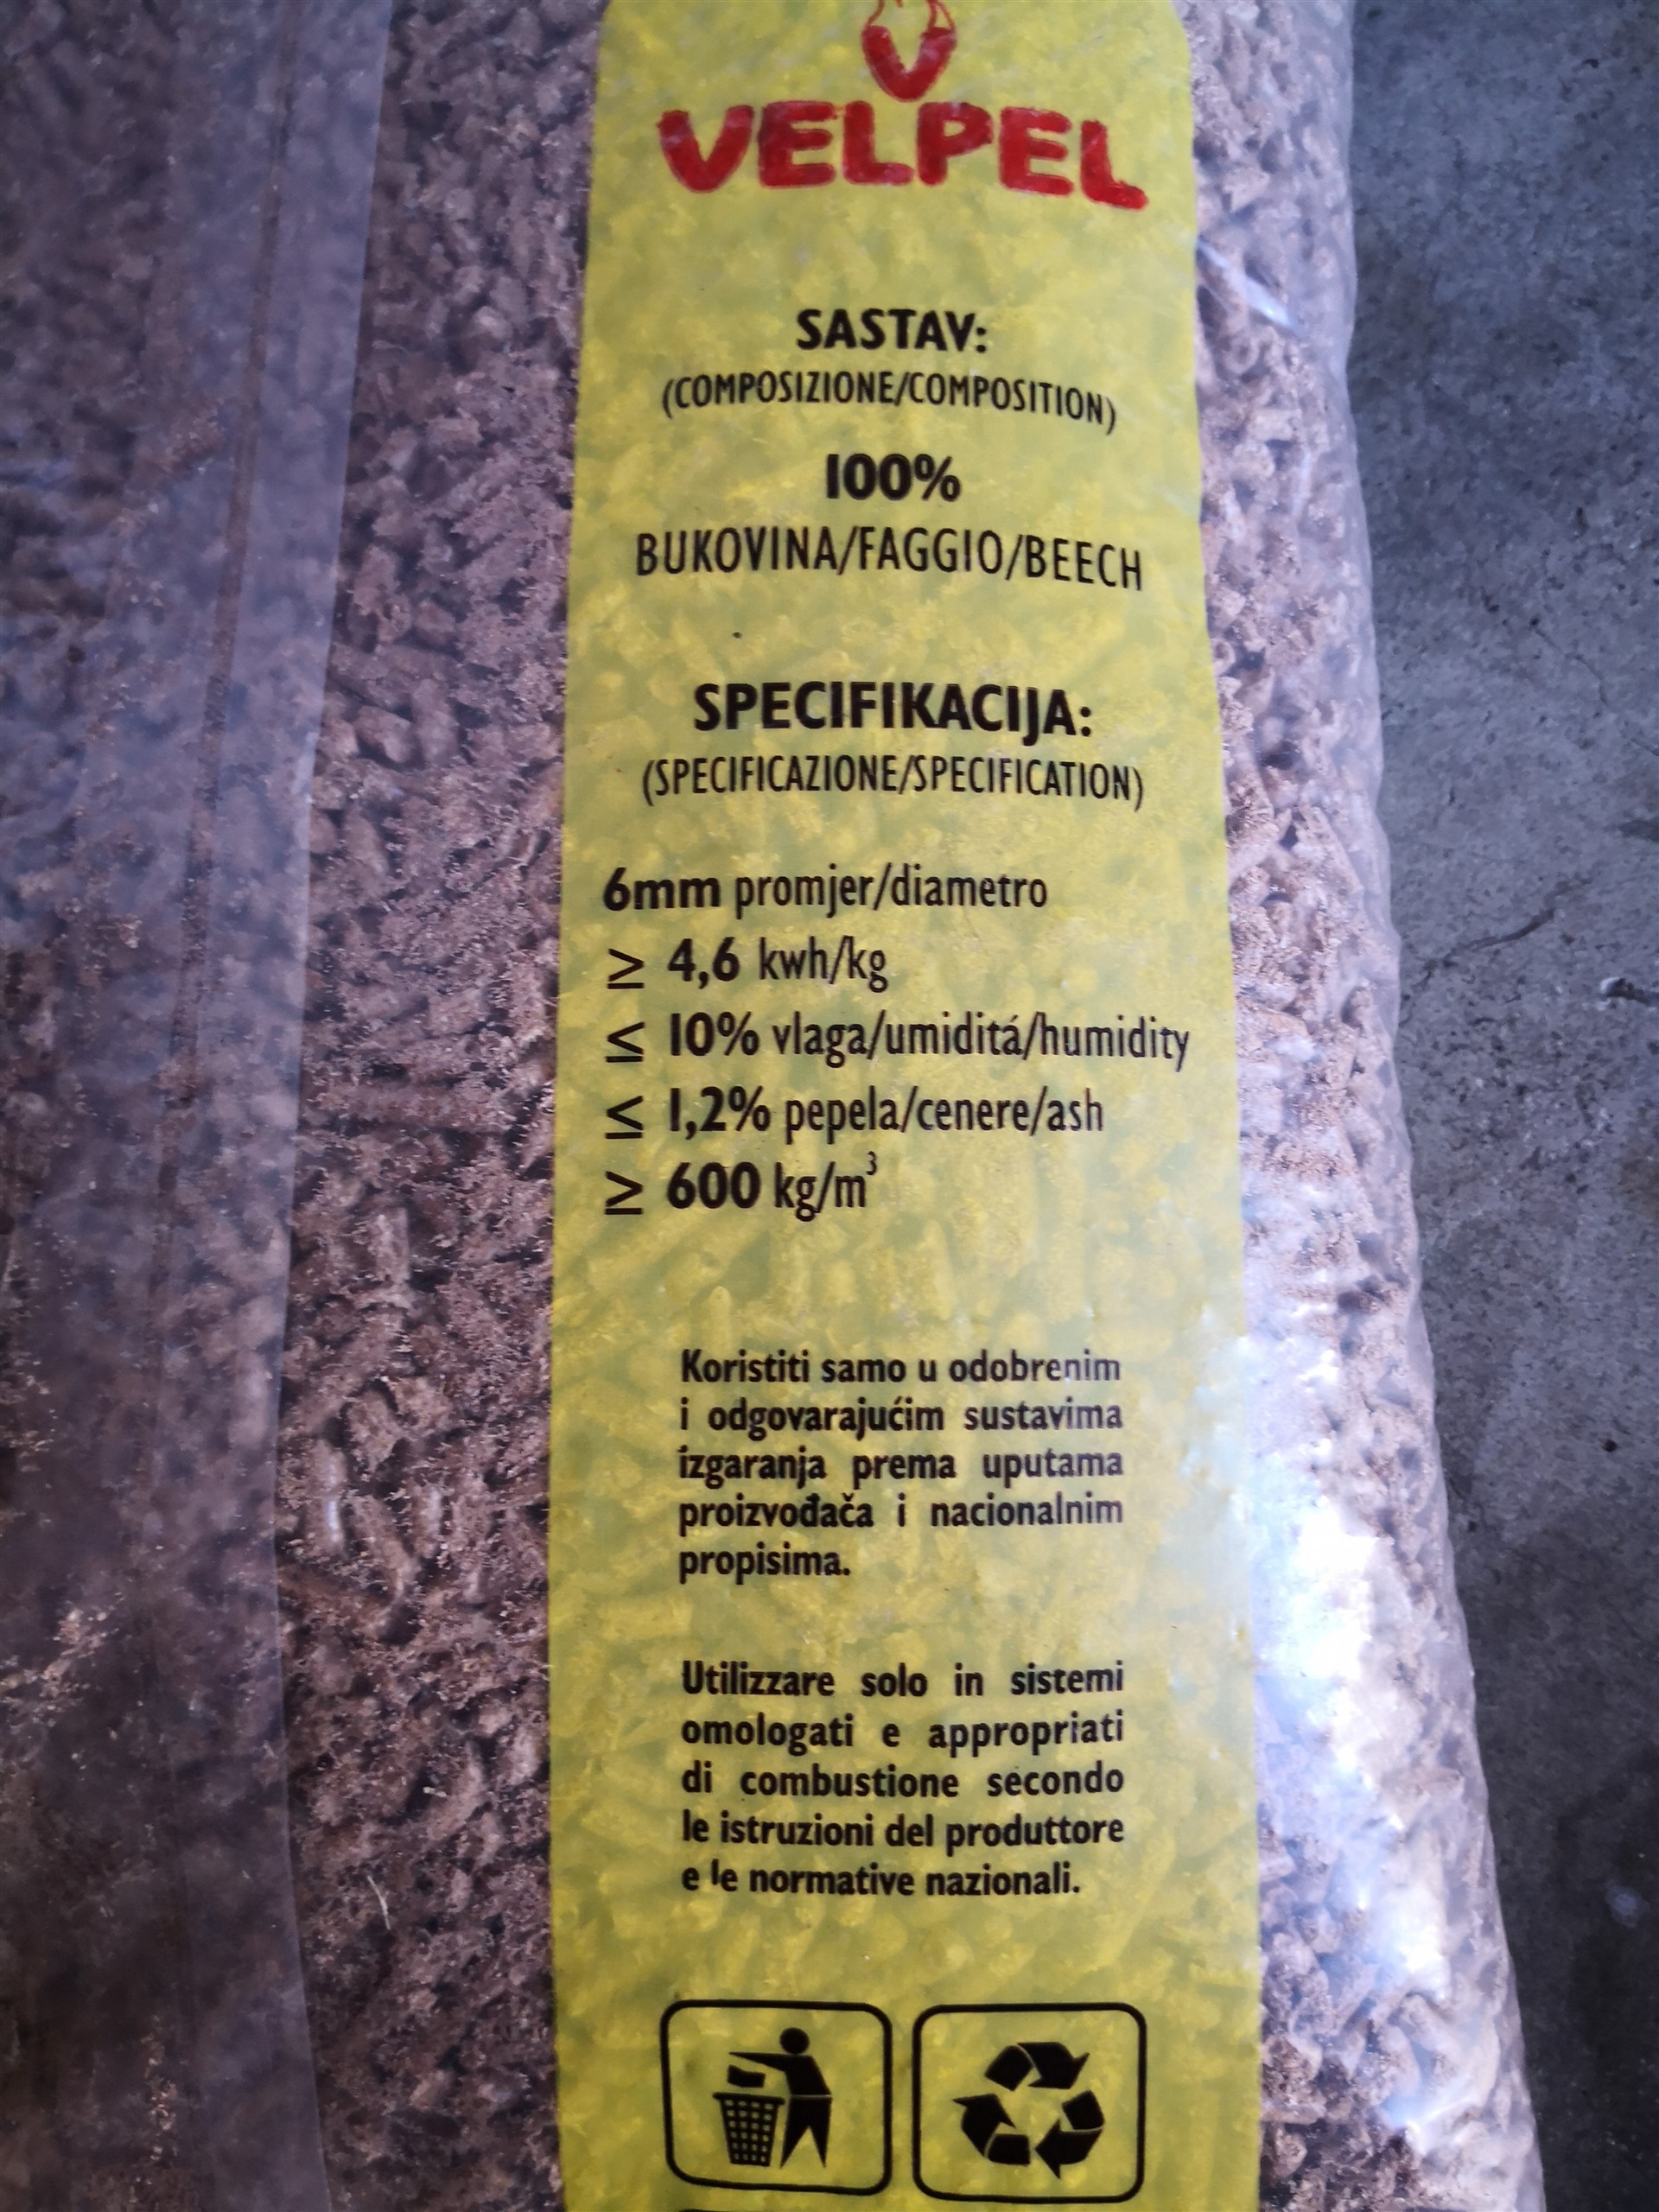 V
VELPEL
SASTAV:
(COMPOSIZIONE/COMPOSITION)
100%
BUKOVINA/FAGGIO/BEECH
SPECIFIKACIJA:
(SPECIFICAZIONE/SPECIFICATION)
6mm promjer/diametro
≥ 4,6 kwh/kg
≤ 10% vlaga/umiditá/humidity
≤ 1,2% pepela/cenere/ash
≥ 600 kg/m³
Koristiti samo u odobrenim
i odgovarajućim sustavima
izgaranja prema uputama
proizvođača i nacionalnim
propisima.
Utilizzare solo in sistemi
omologati e appropriati
di combustione secondo
le istruzioni del produttore
e le normative nazionali.